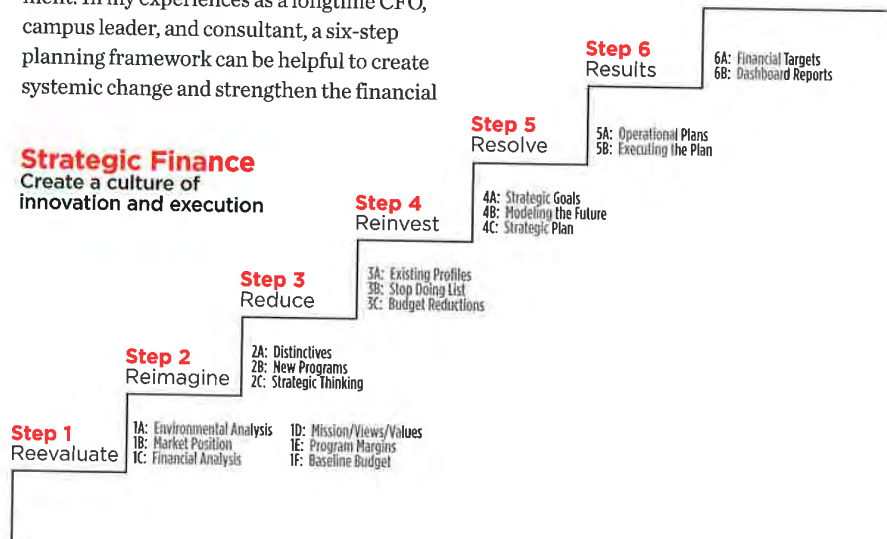 campus leader, and consultant, a six-step
planning framework can be helpful to create
systemic change and strengthen the financial
Strategic Finance
Create a culture of
innovation and execution
Step 1
Reevaluate
1A: Environmental Analysis
1B: Market Position
1C: Financial Analysis
1D: Mission/Views/Values
1E: Program Margins
1F: Baseline Budget
Step 2
Reimagine
2A: Distinctives
2B: New Programs
2C: Strategic Thinking
Step 3
Reduce
3A: Existing Profiles
3B: Stop Doing List
3C: Budget Reductions
Step 4
Reinvest
4A: Strategic Goals
4B: Modeling the Future
4C: Strategic Plan
Step 5
Resolve
5A: Operational Plans
5B: Executing the Plan
Step 6
Results
6A: Financial Targets
6B: Dashboard Reports